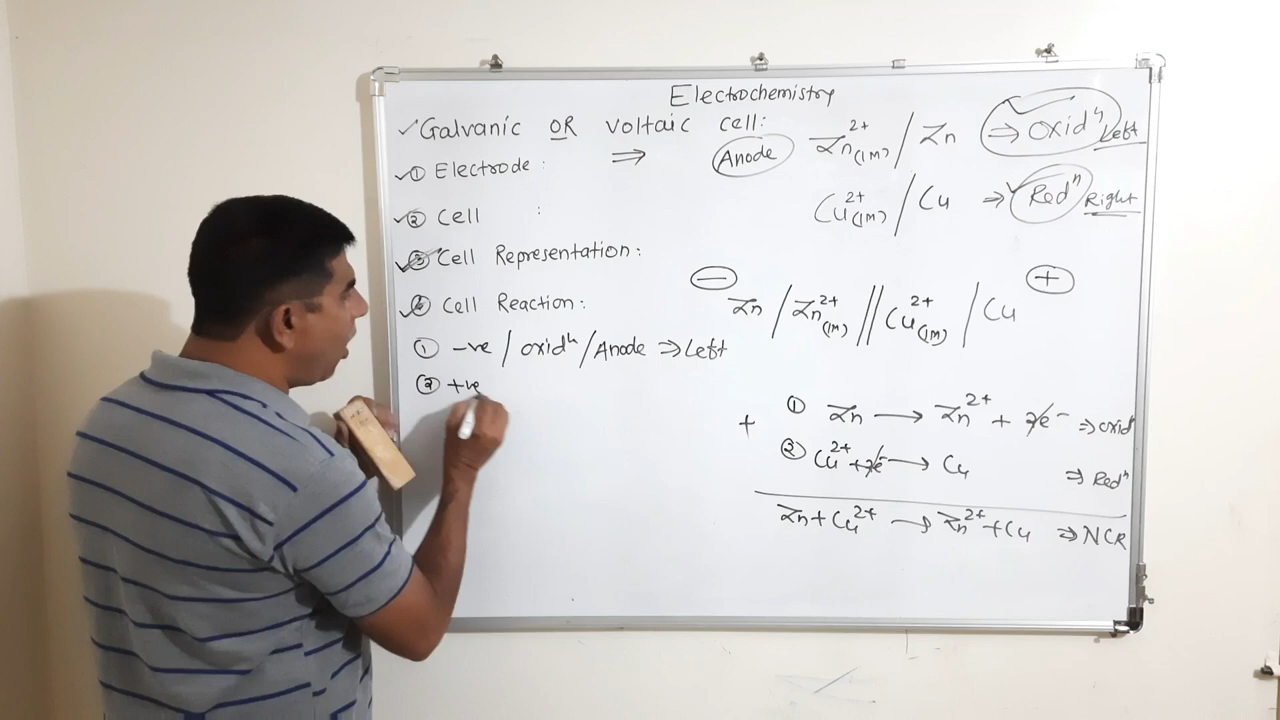 Electrochemistry
✓Galvanic OR voltaic cell:
⇒ Anode Zn²⁺(1M) / Zn ⇒ Oxidⁿ Left
✓① Electrode :
Cu²⁺(1M) / Cu ⇒ Redⁿ Right
✓② Cell :
✓③ Cell Representation:
⊖ ⊕
Zn / Zn²⁺(1M) // Cu²⁺(1M) / Cu
✓④ Cell Reaction:
① -ve / oxidⁿ / Anode ⇒ Left
② +ve
+ ① Zn → Zn²⁺ + 2e⁻ ⇒ oxid
② Cu²⁺ + 2e⁻ → Cu ⇒ Redⁿ
Zn + Cu²⁺ → Zn²⁺ + Cu ⇒ NCR